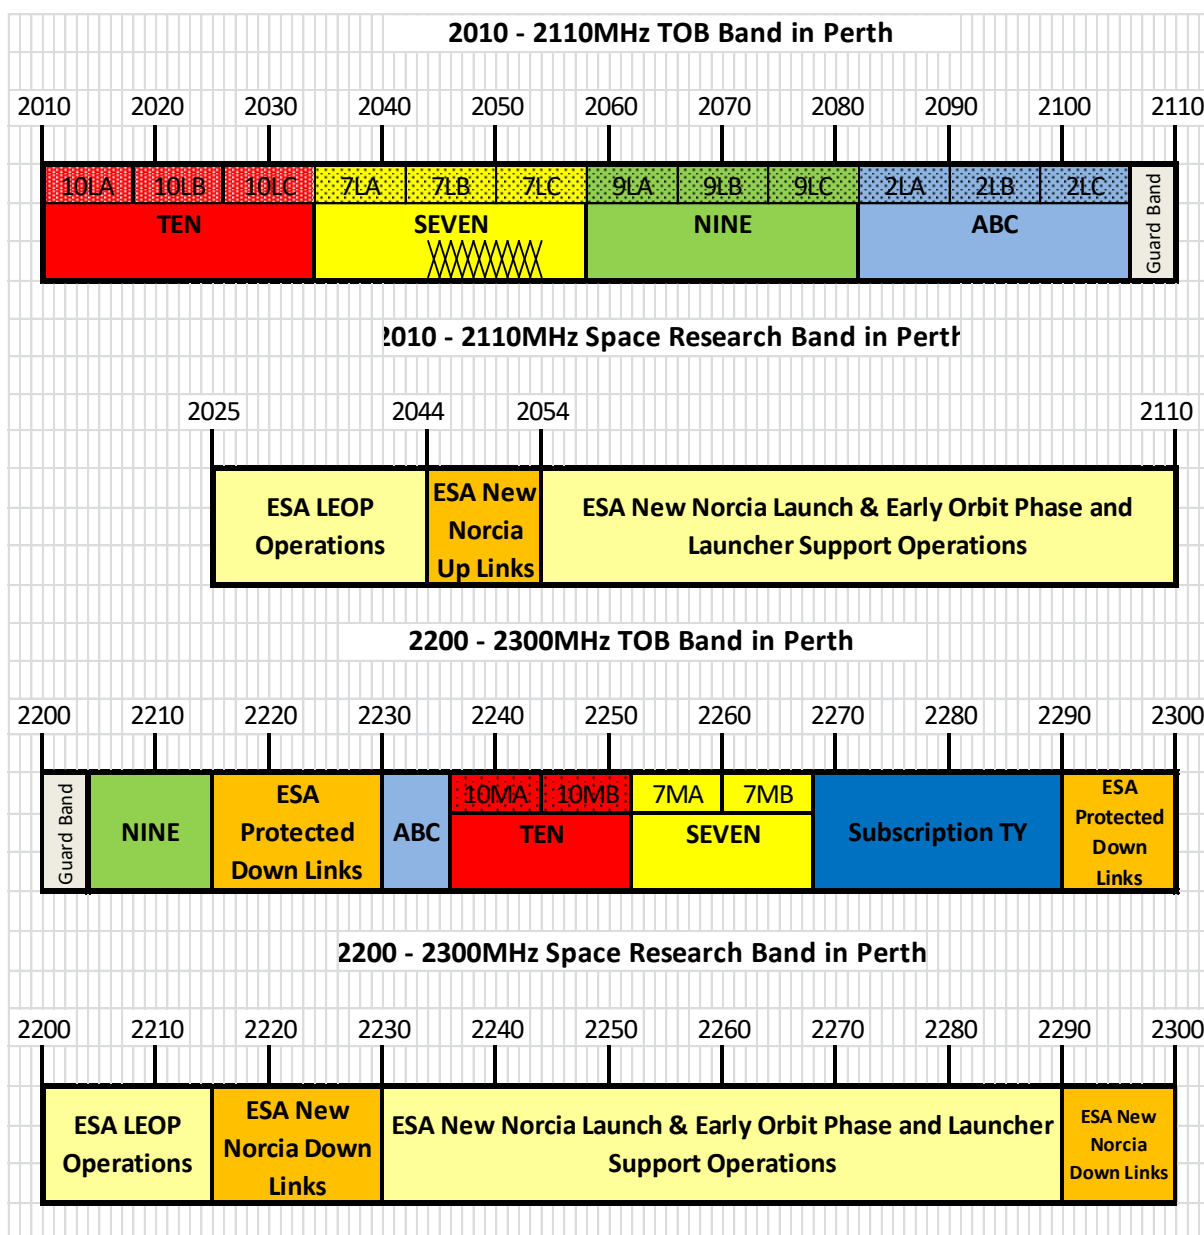 2010 - 2110MHz TOB Band in Perth
2010 2020 2030 2040 2050 2060 2070 2080 2090 2100 2110
10LA 10LB 10LC 7LA 7LB 7LC 9LA 9LB 9LC 2LA 2LB 2LC
TEN SEVEN NINE ABC Guard Band
2010 - 2110MHz Space Research Band in Perth
2025 2044 2054 2110
ESA LEOP
Operations
ESA New
Norcia
Up Links
ESA New Norcia Launch & Early Orbit Phase and
Launcher Support Operations
2200 - 2300MHz TOB Band in Perth
2200 2210 2220 2230 2240 2250 2260 2270 2280 2290 2300
Guard Band
NINE
ESA
Protected
Down Links
ABC
10MA 10MB
TEN
7MA 7MB
SEVEN
Subscription TY
ESA
Protected
Down
Links
2200 - 2300MHz Space Research Band in Perth
2200 2210 2220 2230 2240 2250 2260 2270 2280 2290 2300
ESA LEOP
Operations
ESA New
Norcia Down
Links
ESA New Norcia Launch & Early Orbit Phase and Launcher
Support Operations
ESA New
Norcia
Down Links